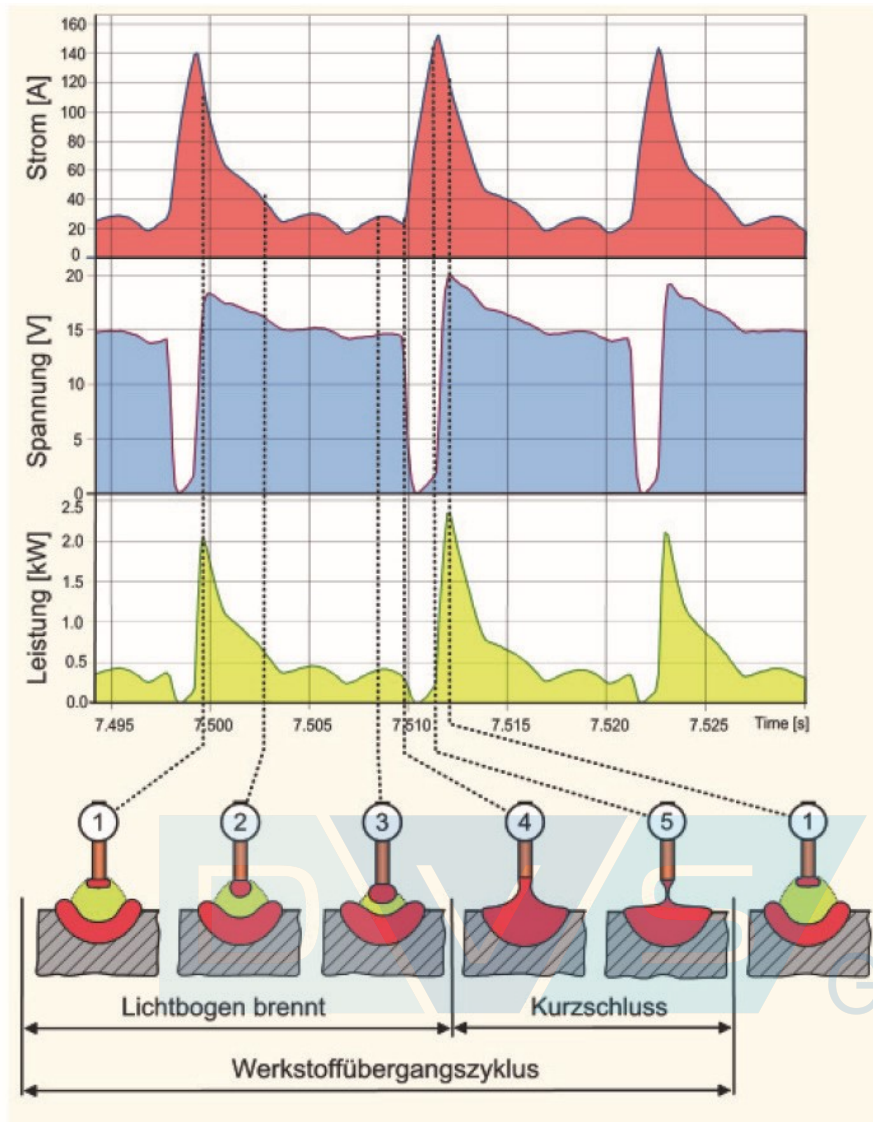 Strom [A]
160
140
120
100
80
60
40
20
0
Spannung [V]
20
15
10
5
0
Leistung [kW]
2.5
2.0
1.5
1.0
0.5
0.0
7.495 7.500 7.505 7.510 7.515 7.520 7.525 Time [s]
1 2 3 4 5 1
DVS
G
Lichtbogen brennt Kurzschluss
Werkstoffübergangszyklus